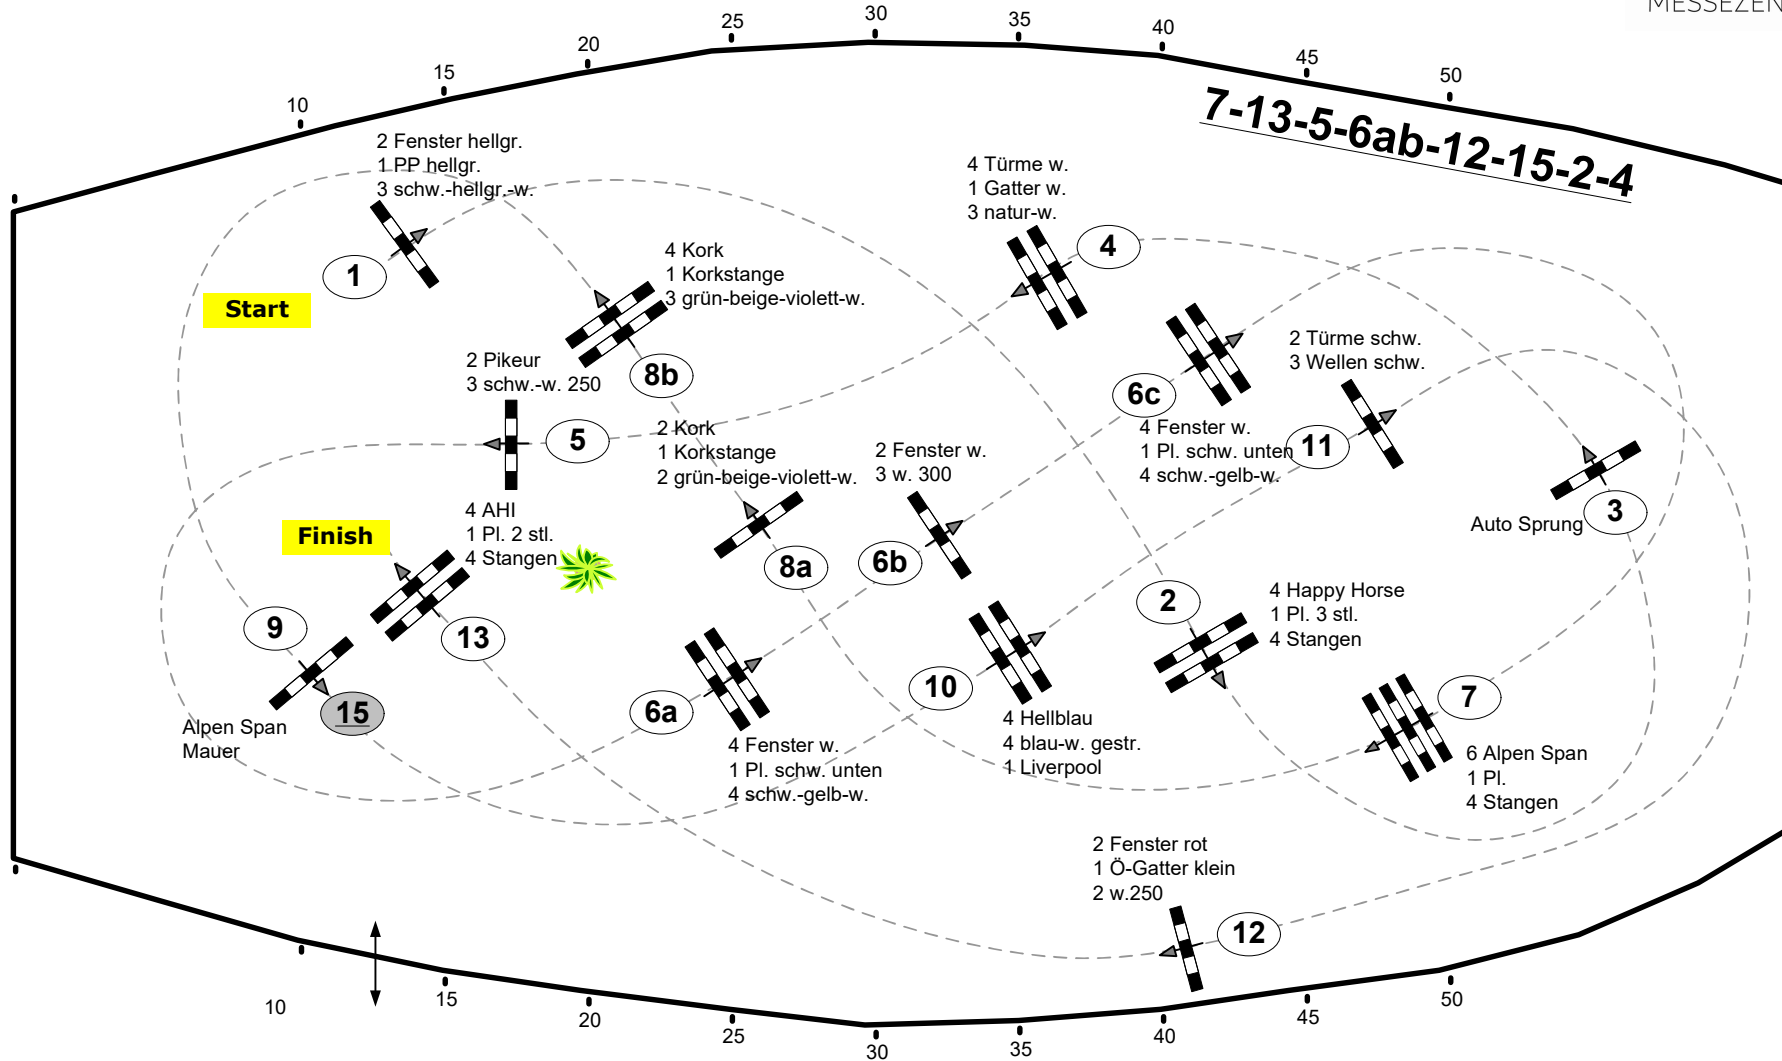 MESSEZEN
10
15
20
25
30
35
40
45
50
7-13-5-6ab-12-15-2-4
2 Fenster hellgr.
1 PP hellgr.
3 schw.-hellgr.-w.
1
Start
4 Kork
1 Korkstange
3 grün-beige-violett-w.
8b
4 Türme w.
1 Gatter w.
3 natur-w.
4
2 Pikeur
3 schw.-w. 250
5
6c
4 Fenster w.
1 Pl. schw. unten
4 schw.-gelb-w.
2 Türme schw.
3 Wellen schw.
11
2 Kork
1 Korkstange
2 grün-beige-violett-w.
8a
2 Fenster w.
3 w. 300
6b
Auto Sprung
3
Finish
4 AHI
1 Pl. 2 stl.
4 Stangen
13
9
15
Alpen Span
Mauer
6a
4 Fenster w.
1 Pl. schw. unten
4 schw.-gelb-w.
10
4 Hellblau
4 blau-w. gestr.
1 Liverpool
2
4 Happy Horse
1 Pl. 3 stl.
4 Stangen
7
6 Alpen Span
1 Pl.
4 Stangen
2 Fenster rot
1 Ö-Gatter klein
2 w.250
12
10
15
20
25
30
35
40
45
50